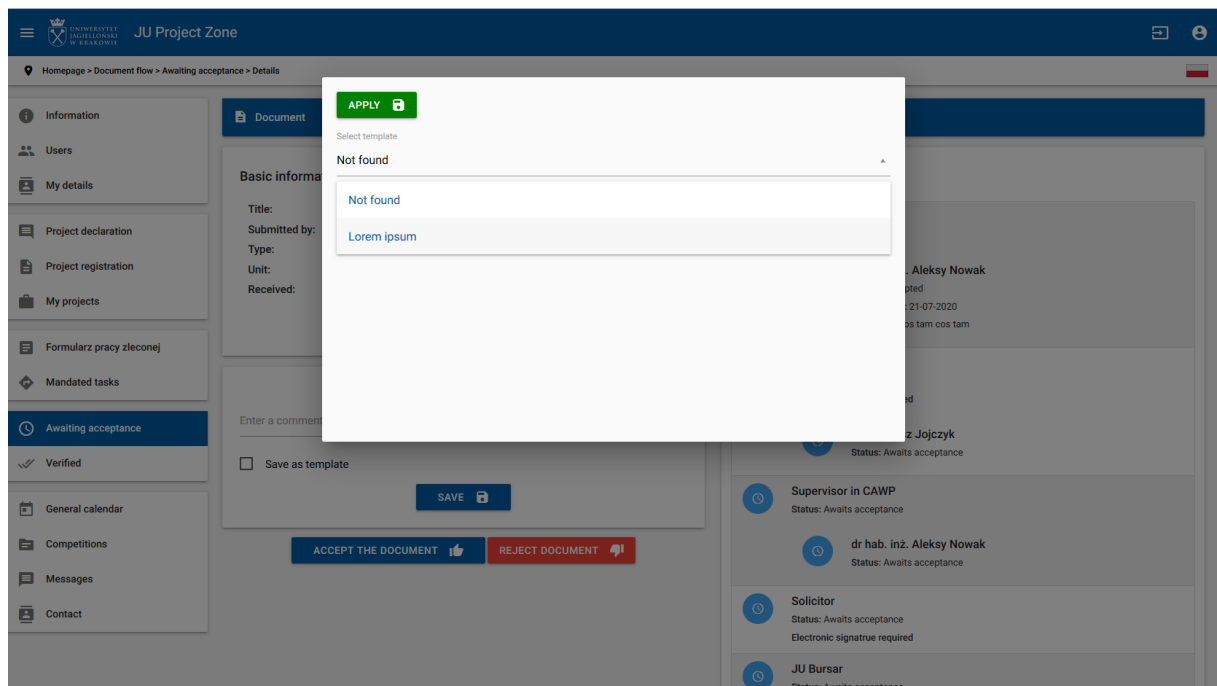 UNIWERSYTET
JAGIELLOŃSKI
W KRAKOWIE
JU Project Zone
Homepage > Document flow > Awaiting acceptance > Details
Information
Users
My details
Project declaration
Project registration
My projects
Formularz pracy zleconej
Mandated tasks
Awaiting acceptance
Verified
General calendar
Competitions
Messages
Contact
Document
Basic informa
Title:
Submitted by:
Type:
Unit:
Received:
Enter a comment
Save as template
SAVE
ACCEPT THE DOCUMENT
REJECT DOCUMENT
APPLY
Select template
Not found
Not found
Lorem ipsum
. Aleksy Nowak
pted
: 21-07-2020
os tam cos tam
ed
z Jojczyk
Status: Awaits acceptance
Supervisor in CAWP
Status: Awaits acceptance
dr hab. inż. Aleksy Nowak
Status: Awaits acceptance
Solicitor
Status: Awaits acceptance
Electronic signatrue required
JU Bursar
Status: Awaits acceptance